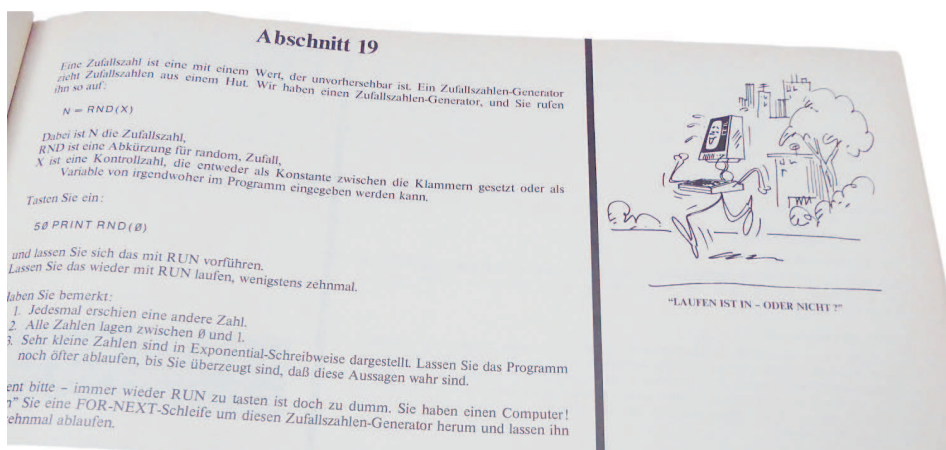 Abschnitt 19
Eine Zufallszahl ist eine mit einem Wert, der unvorhersehbar ist. Ein Zufallszahlen-Generator
zieht Zufallszahlen aus einem Hut. Wir haben einen Zufallszahlen-Generator, und Sie rufen
ihn so auf:
N = RND(X)
Dabei ist N die Zufallszahl,
RND ist eine Abkürzung für random, Zufall,
X ist eine Kontrollzahl, die entweder als Konstante zwischen die Klammern gesetzt oder als
Variable von irgendwoher im Programm eingegeben werden kann.
Tasten Sie ein:
50 PRINT RND(0)
und lassen Sie sich das mit RUN vorführen.
Lassen Sie das wieder mit RUN laufen, wenigstens zehnmal.
Haben Sie bemerkt:
1. Jedesmal erschien eine andere Zahl.
2. Alle Zahlen lagen zwischen Ø und 1.
3. Sehr kleine Zahlen sind in Exponential-Schreibweise dargestellt. Lassen Sie das Programm
noch öfter ablaufen, bis Sie überzeugt sind, daß diese Aussagen wahr sind.
bitte – immer wieder RUN zu tasten ist doch zu dumm. Sie haben einen Computer!
Sie eine FOR-NEXT-Schleife um diesen Zufallszahlen-Generator herum und lassen ihn
zehnmal ablaufen.
"LAUFEN IST IN – ODER NICHT?"